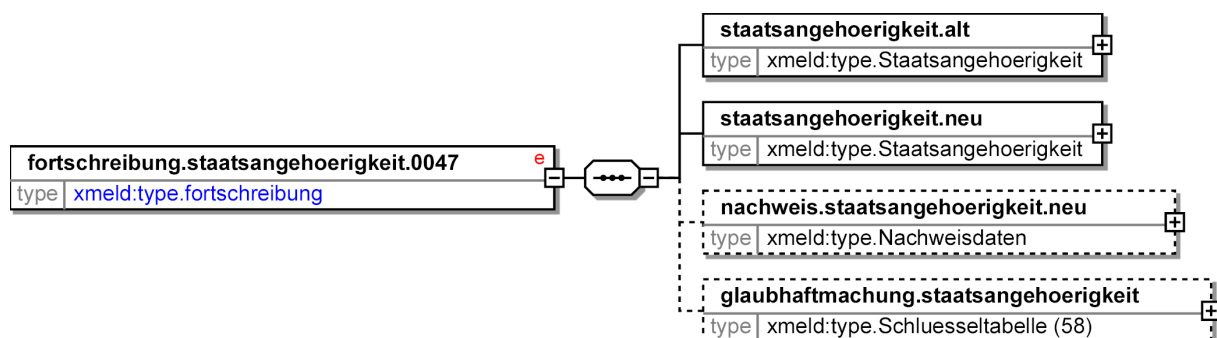 staatsangehoerigkeit.alt
type xmeld:type.Staatsangehoerigkeit
staatsangehoerigkeit.neu
type xmeld:type.Staatsangehoerigkeit
fortschreibung.staatsangehoerigkeit.0047 e
type xmeld:type.fortschreibung
nachweis.staatsangehoerigkeit.neu
type xmeld:type.Nachweisdaten
glaubhaftmachung.staatsangehoerigkeit
type xmeld:type.Schluesseltabelle (58)